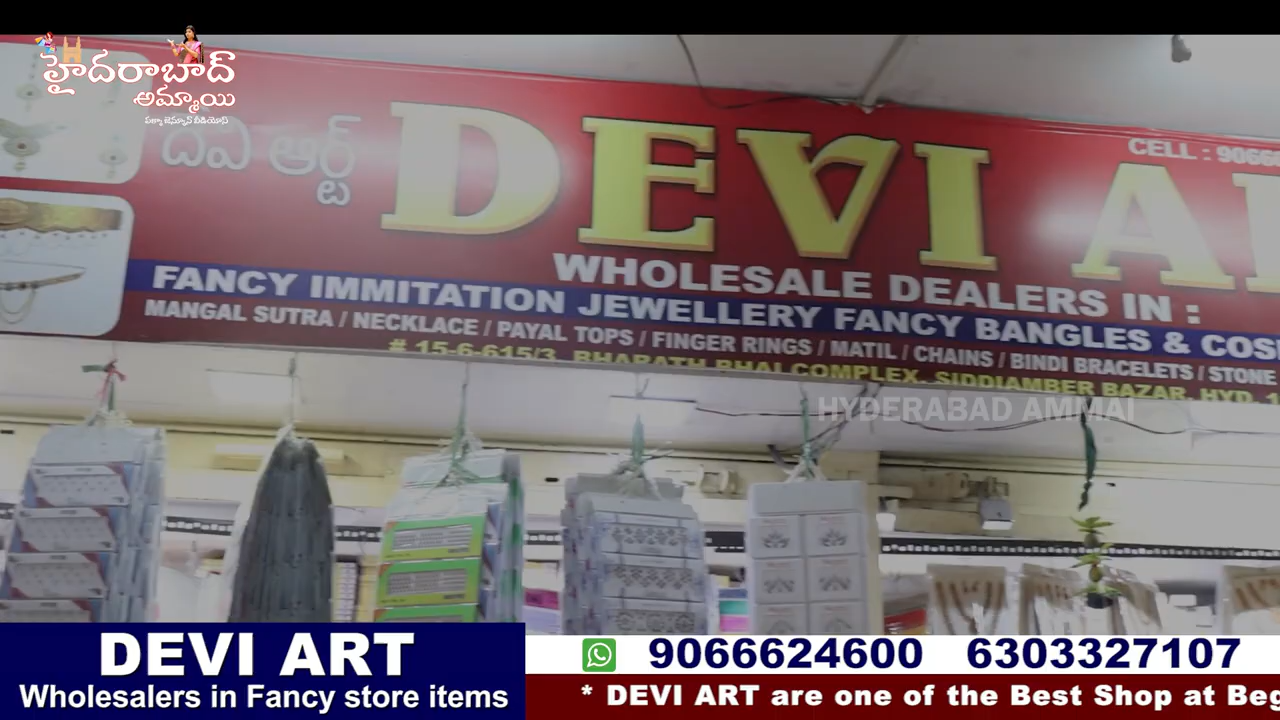 హైదరాబాద్
అమ్మాయి
పక్కా జెన్యూన్ వీడియోస్
CELL : 9066
దేవి ఆర్ట్
DEVI
WHOLESALE DEALERS IN :
FANCY IMMITATION JEWELLERY FANCY BANGLES &
MANGAL SUTRA / NECKLACE / PAYAL TOPS / FINGER RINGS / MATIL / CHAINS / BINDI BRACELETS / STONE
# 15-6-615/3, BHARATH BHAI COMPLEX, SIDDIAMBER BAZAR, HYD.
HYDERABAD AMMAI
DEVI ART
Wholesalers in Fancy store items
9066624600 6303327107
* DEVI ART are one of the Best Shop at Beg